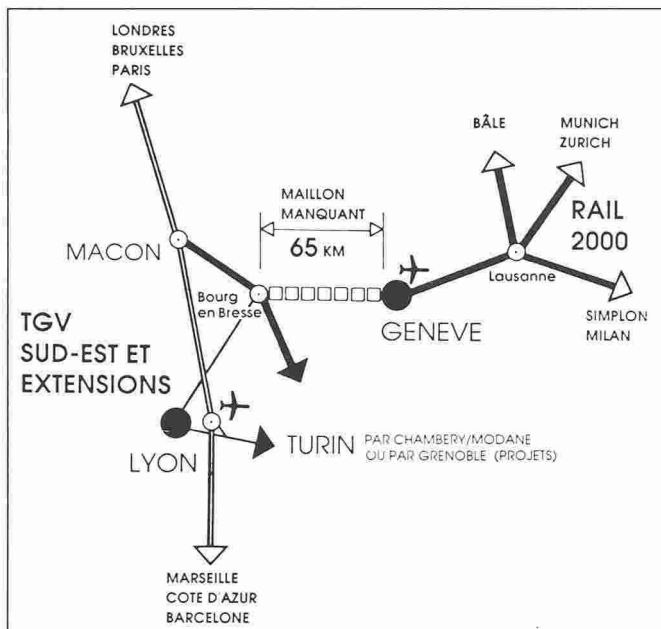 LONDRES
BRUXELLES
PARIS
BÂLE
MUNICH
ZURICH
MAILLON
MANQUANT
65 KM
RAIL
2000
MACON
Lausanne
Bourg
en Bresse
GENEVE
SIMPLON
MILAN
TGV
SUD-EST ET
EXTENSIONS
LYON
TURIN
PAR CHAMBERY/MODANE
OU PAR GRENOBLE (PROJETS)
MARSEILLE
COTE D'AZUR
BARCELONE